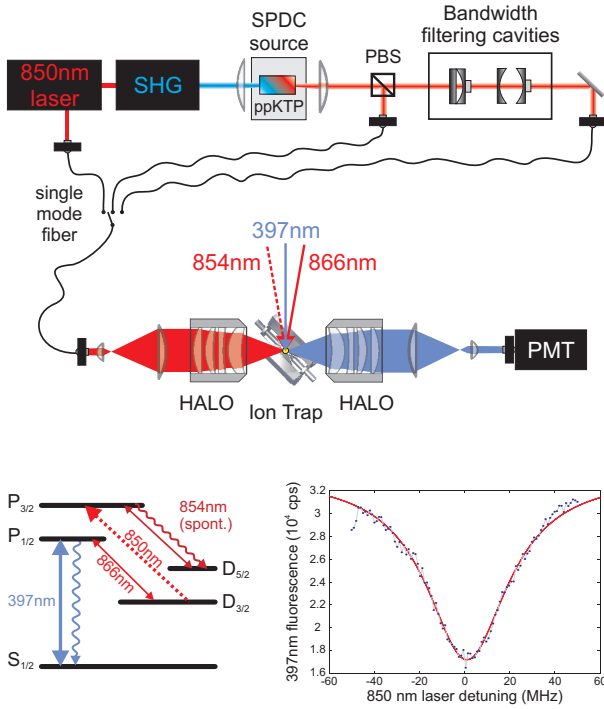 SPDC
source
Bandwidth
filtering cavities
850nm
laser
SHG
ppKTP
PBS
single
mode
fiber
397nm
854nm
866nm
HALO
Ion Trap
HALO
PMT
P3/2
P1/2
S1/2
D5/2
D3/2
397nm
866nm
850nm
854nm
(spont.)
397nm fluorescence (10⁴ cps)
3.2
3
2.8
2.6
2.4
2.2
2
1.8
1.6
-60 -40 -20 0 20 40 60
850 nm laser detuning (MHz)